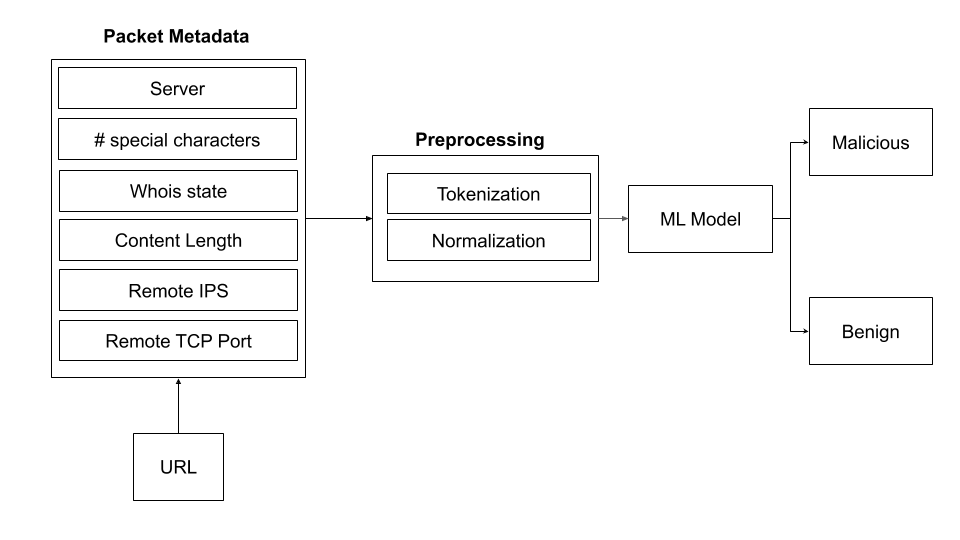 Packet Metadata
Server
# special characters
Whois state
Content Length
Remote IPS
Remote TCP Port
URL
Preprocessing
Tokenization
Normalization
ML Model
Malicious
Benign